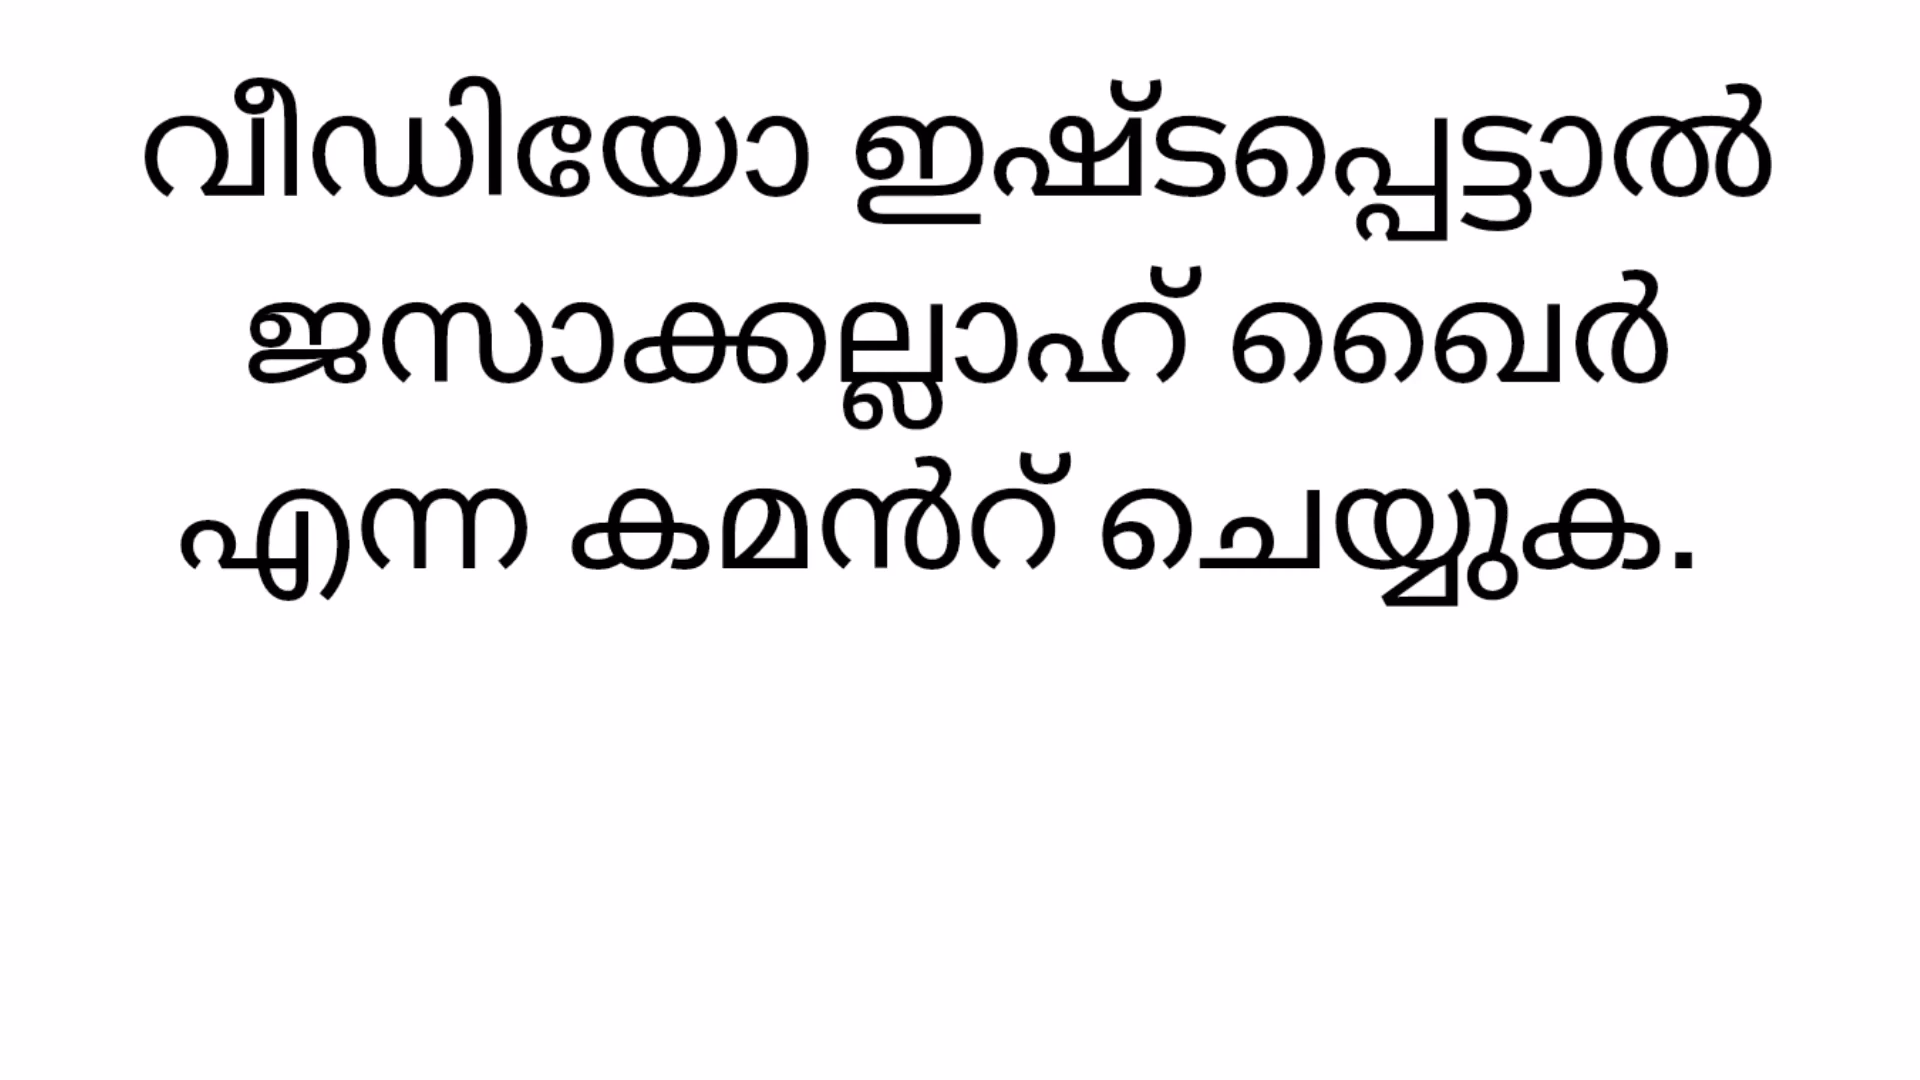 വീഡിയോ ഇഷ്ടപ്പെട്ടാൽ
ജസാക്കല്ലാഹ് ഖൈർ
എന്ന കമൻറ് ചെയ്യുക.